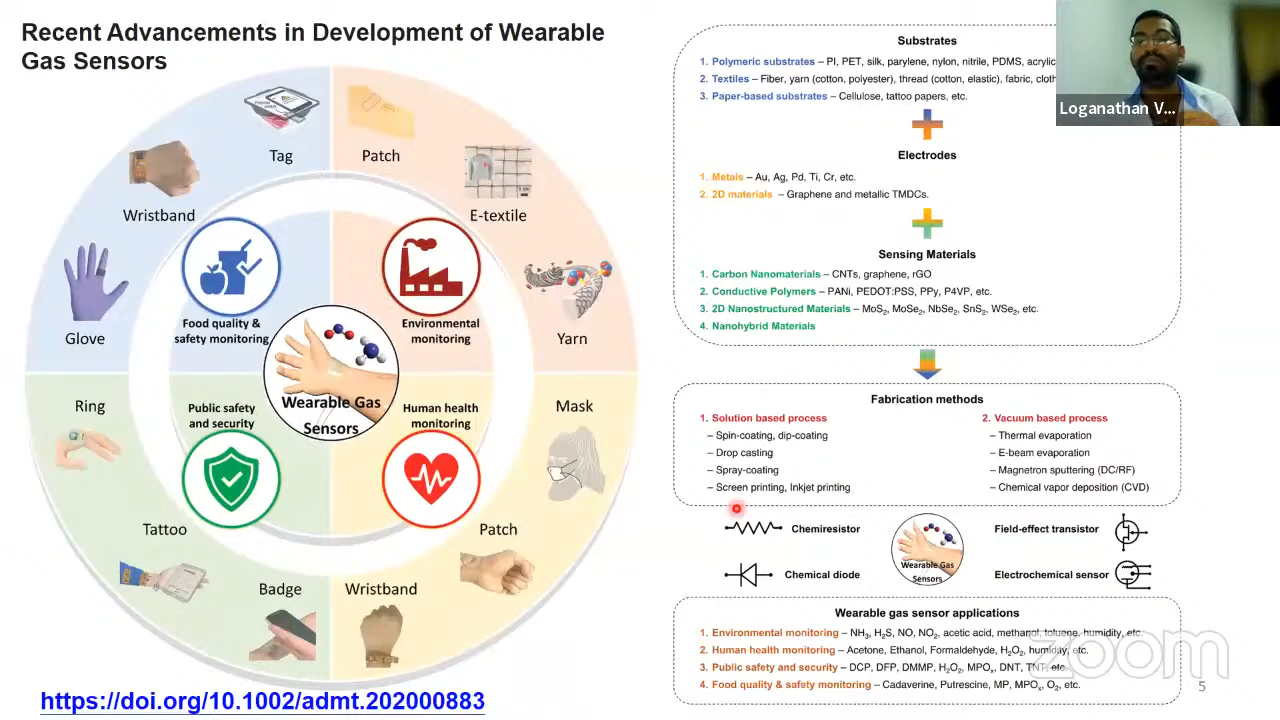 Recent Advancements in Development of Wearable
Gas Sensors
Tag
Patch
Wristband
E-textile
Glove
Yarn
Food quality &
safety monitoring
Environmental
monitoring
Wearable Gas
Sensors
Public safety
and security
Human health
monitoring
Ring
Mask
Tattoo
Patch
Badge
Wristband
https://doi.org/10.1002/admt.202000883
Substrates
1. Polymeric substrates – PI, PET, silk, parylene, nylon, nitrile, PDMS, acrylic
2. Textiles – Fiber, yarn (cotton, polyester), thread (cotton, elastic), fabric, cloth
3. Paper-based substrates – Cellulose, tattoo papers, etc.
Electrodes
1. Metals – Au, Ag, Pd, Ti, Cr, etc.
2. 2D materials – Graphene and metallic TMDCs.
Sensing Materials
1. Carbon Nanomaterials – CNTs, graphene, rGO
2. Conductive Polymers – PANi, PEDOT:PSS, PPy, P4VP, etc.
3. 2D Nanostructured Materials – MoS₂, MoSe₂, NbSe₂, SnS₂, WSe₂, etc.
4. Nanohybrid Materials
Fabrication methods
1. Solution based process
– Spin-coating, dip-coating
– Drop casting
– Spray-coating
– Screen printing, Inkjet printing
2. Vacuum based process
– Thermal evaporation
– E-beam evaporation
– Magnetron sputtering (DC/RF)
– Chemical vapor deposition (CVD)
Chemiresistor
Chemical diode
Wearable Gas
Sensors
Field-effect transistor
Electrochemical sensor
Wearable gas sensor applications
1. Environmental monitoring – NH₃, H₂S, NO, NO₂, acetic acid, methanol, toluene, humidity, etc.
2. Human health monitoring – Acetone, Ethanol, Formaldehyde, H₂O₂, humidity, etc.
3. Public safety and security – DCP, DFP, DMMP, H₂O₂, MPOₓ, DNT, TNT, etc.
4. Food quality & safety monitoring – Cadaverine, Putrescine, MP, MPOₓ, O₂, etc.
Loganathan V...
zoom
5